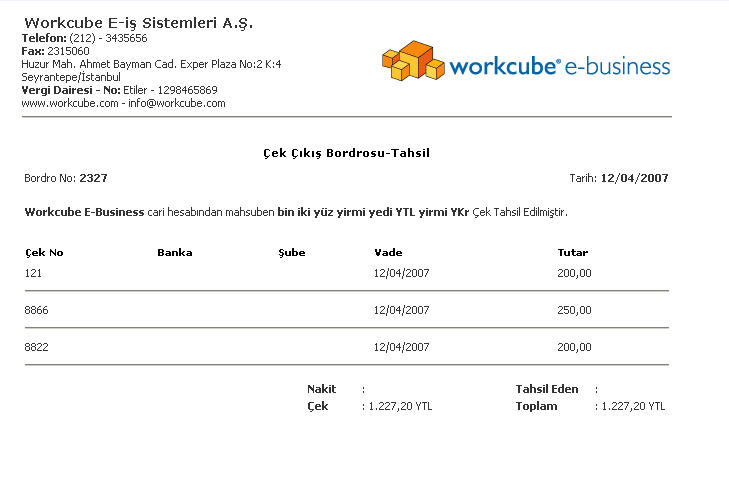 Workcube E-iş Sistemleri A.Ş.
Telefon: (212) - 3435656
Fax: 2315060
Huzur Mah. Ahmet Bayman Cad. Exper Plaza No:2 K:4
Seyrantepe/İstanbul
Vergi Dairesi - No: Etiler - 1298465869
www.workcube.com - info@workcube.com
workcube® e-business
Çek Çıkış Bordrosu-Tahsil
Bordro No: 2327 Tarih: 12/04/2007
Workcube E-Business cari hesabından mahsuben bin iki yüz yirmi yedi YTL yirmi YKr Çek Tahsil Edilmiştir.
Çek No Banka Şube Vade Tutar
121 12/04/2007 200,00
8866 12/04/2007 250,00
8822 12/04/2007 200,00
Nakit : Tahsil Eden :
Çek : 1.227,20 YTL Toplam : 1.227,20 YTL